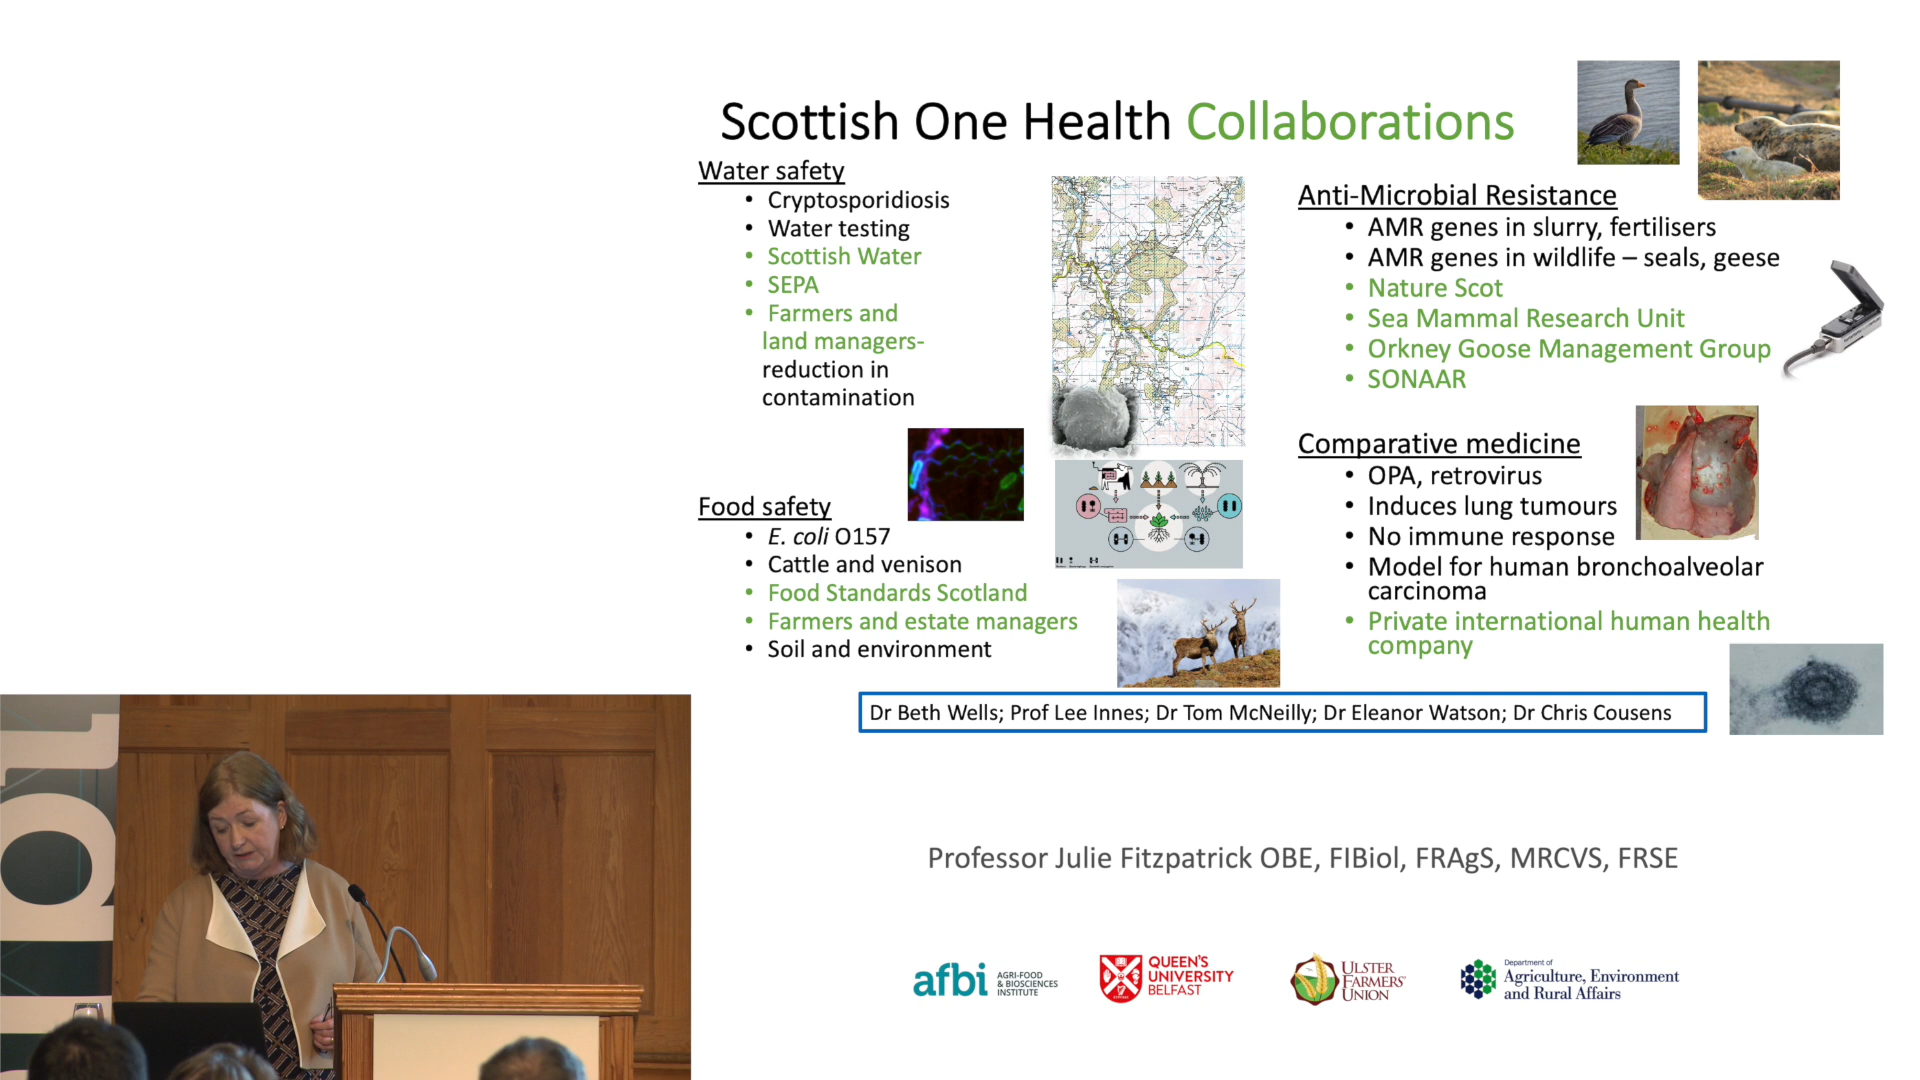 Scottish One Health Collaborations
Water safety
• Cryptosporidiosis
• Water testing
• Scottish Water
• SEPA
• Farmers and
land managers-
reduction in
contamination
Food safety
• E. coli O157
• Cattle and venison
• Food Standards Scotland
• Farmers and estate managers
• Soil and environment
Anti-Microbial Resistance
• AMR genes in slurry, fertilisers
• AMR genes in wildlife – seals, geese
• Nature Scot
• Sea Mammal Research Unit
• Orkney Goose Management Group
• SONAAR
Comparative medicine
• OPA, retrovirus
• Induces lung tumours
• No immune response
• Model for human bronchoalveolar
carcinoma
• Private international human health
company
Dr Beth Wells; Prof Lee Innes; Dr Tom McNeilly; Dr Eleanor Watson; Dr Chris Cousens
Professor Julie Fitzpatrick OBE, FIBiol, FRAgS, MRCVS, FRSE
afbi
AGRI-FOOD
& BIOSCIENCES
INSTITUTE
QUEEN'S
UNIVERSITY
BELFAST
ULSTER
FARMERS'
UNION
Department of
Agriculture, Environment
and Rural Affairs